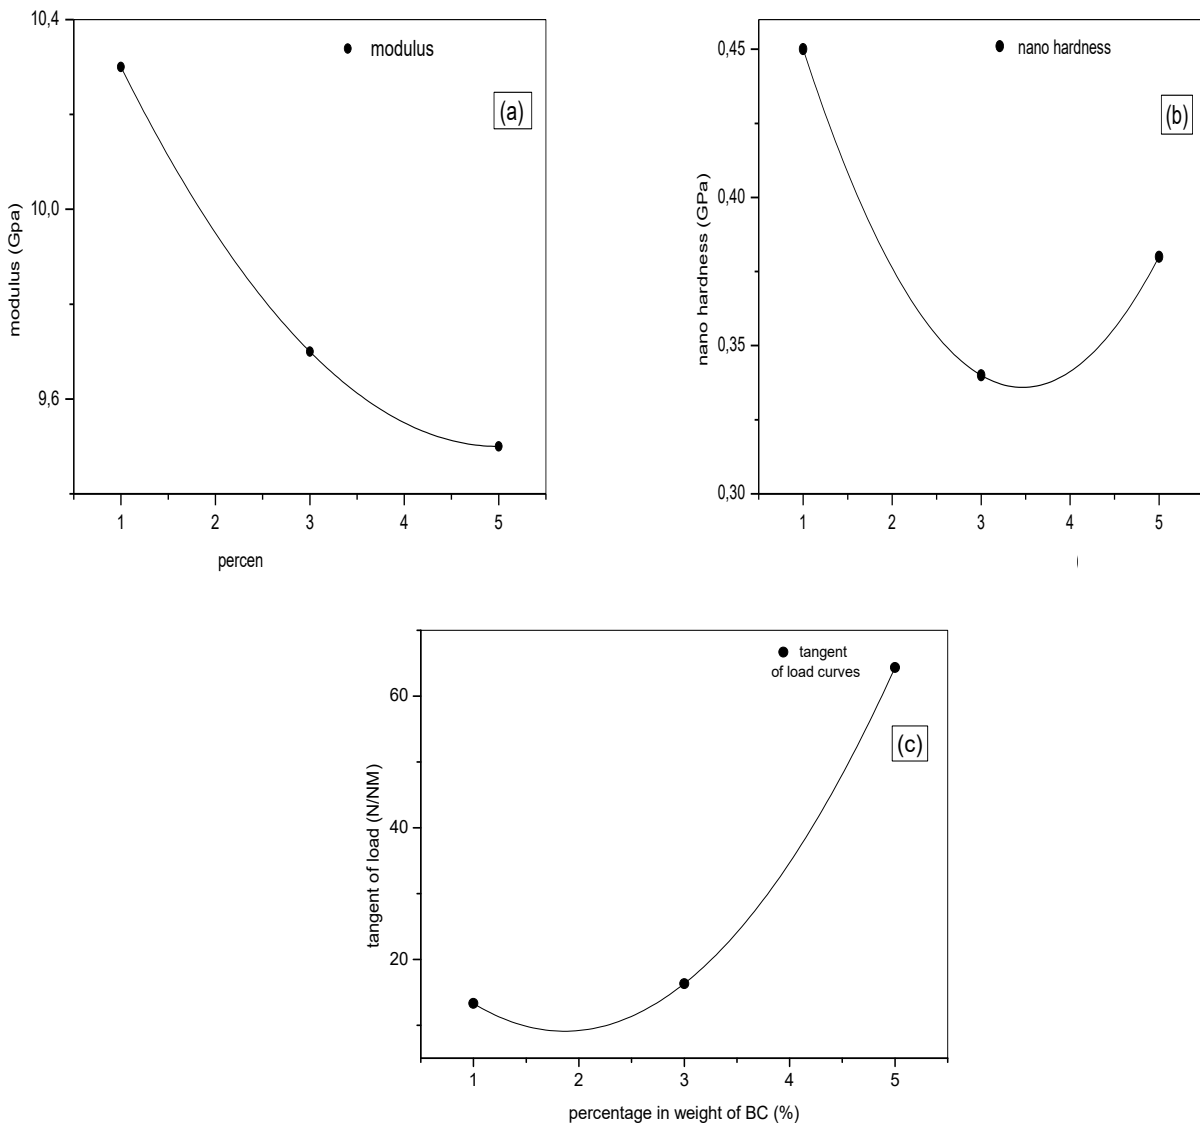 10,4
modulus
(a)
10,0
modulus (Gpa)
9,6
1 2 3 4 5
percen
0,45
nano hardness
(b)
0,40
nano hardness (GPa)
0,35
0,30
1 2 3 4 5
tangent
of load curves
60
(c)
tangent of load (N/NM)
40
20
1 2 3 4 5
percentage in weight of BC (%)